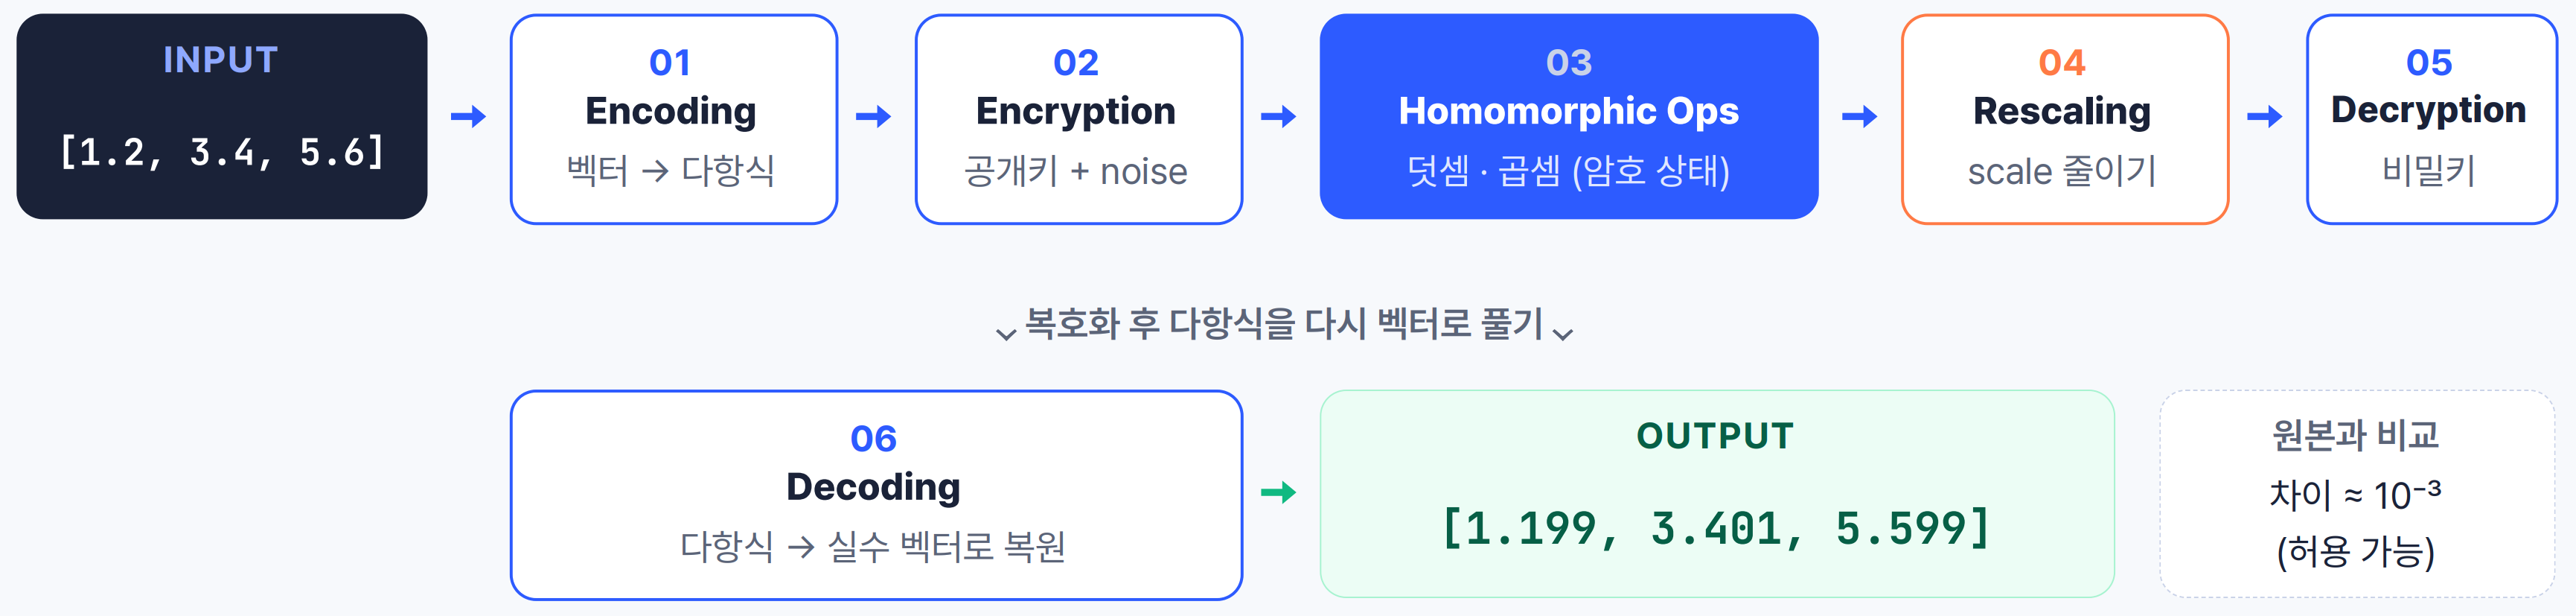 INPUT
[1.2, 3.4, 5.6]
01
Encoding
벡터 → 다항식
02
Encryption
공개키 + noise
03
Homomorphic Ops
덧셈 · 곱셈 (암호 상태)
04
Rescaling
scale 줄이기
05
Decryption
비밀키
복호화 후 다항식을 다시 벡터로 풀기
06
Decoding
다항식 → 실수 벡터로 복원
OUTPUT
[1.199, 3.401, 5.599]
원본과 비교
차이 ≈ 10⁻³
(허용 가능)